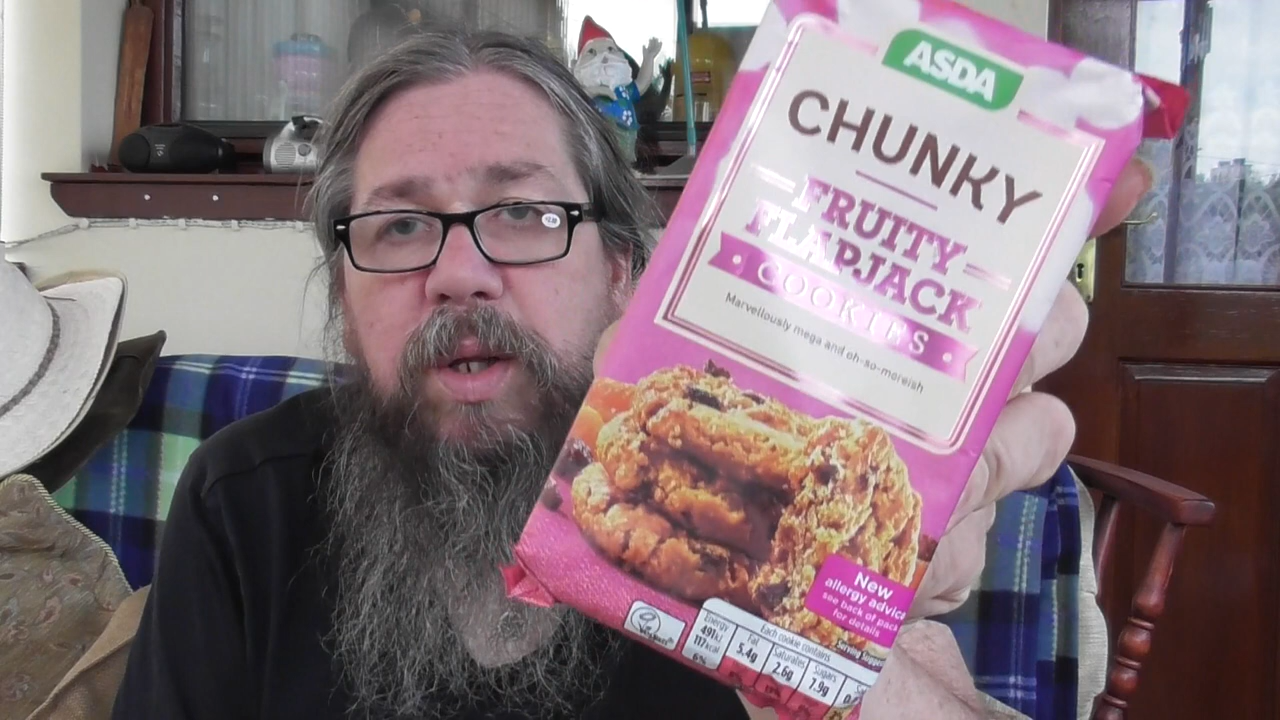 ASDA
CHUNKY
FRUITY
FLAPJACK
COOKIES
Marvellously mega and oh-so-moreish
New
allergy advice
see back of pack
for details
Each cookie contains
Energy
491kJ
117kcal
6%
Fat
5.4g
Saturates
2.6g
Sugars
7.9g
Serving